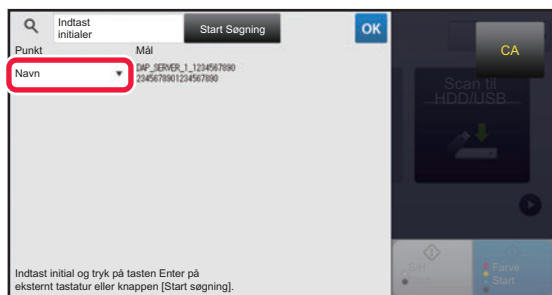 Indtast
initialer
Start Søgning
OK
CA
Punkt
Mål
Navn
DAP_SERVER_1_1234567890
2345678901234567890
Scan til
HDD/USB
Indtast initial og tryk på tasten Enter på
eksternt tastatur eller knappen [Start søgning].
S/H
Start
Farve
Start